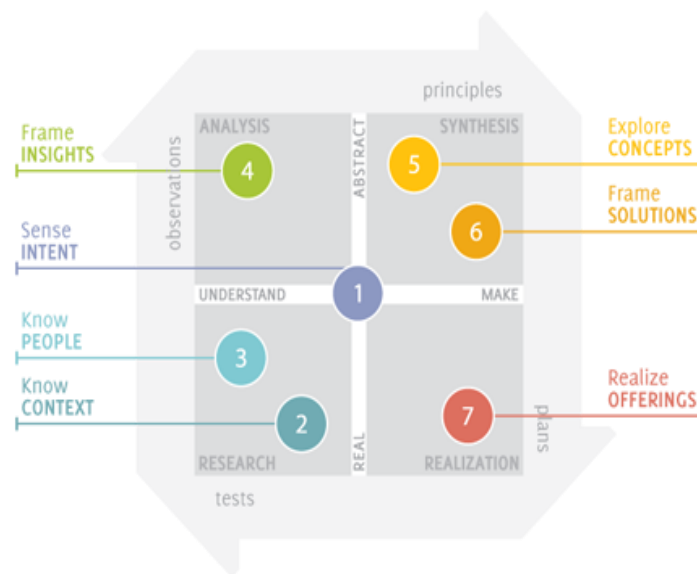 principles
ANALYSIS
ABSTRACT
SYNTHESIS
Frame
INSIGHTS
4
5
Explore
CONCEPTS
observations
6
Frame
SOLUTIONS
Sense
INTENT
UNDERSTAND
1
MAKE
Know
PEOPLE
3
Know
CONTEXT
2
7
Realize
OFFERINGS
plans
RESEARCH
REAL
REALIZATION
tests